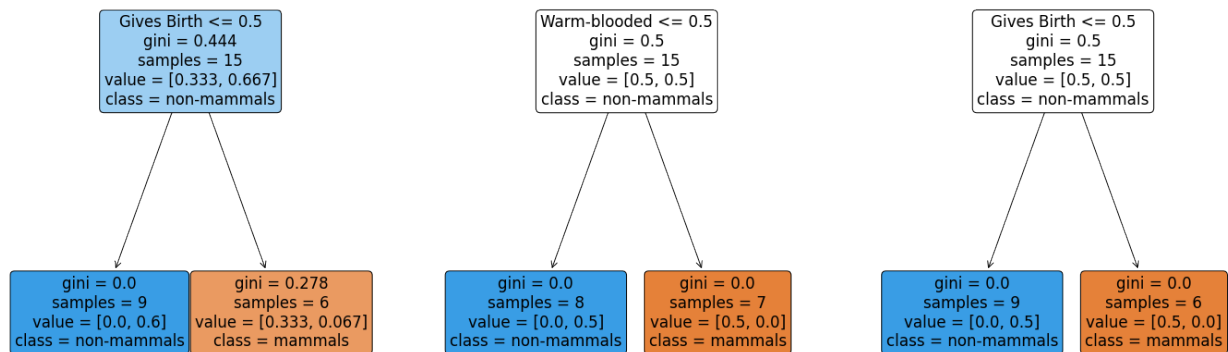 Gives Birth <= 0.5
gini = 0.444
samples = 15
value = [0.333, 0.667]
class = non-mammals
gini = 0.0
samples = 9
value = [0.0, 0.6]
class = non-mammals
gini = 0.278
samples = 6
value = [0.333, 0.067]
class = mammals
Warm-blooded <= 0.5
gini = 0.5
samples = 15
value = [0.5, 0.5]
class = non-mammals
gini = 0.0
samples = 8
value = [0.0, 0.5]
class = non-mammals
gini = 0.0
samples = 7
value = [0.5, 0.0]
class = mammals
Gives Birth <= 0.5
gini = 0.5
samples = 15
value = [0.5, 0.5]
class = non-mammals
gini = 0.0
samples = 9
value = [0.0, 0.5]
class = non-mammals
gini = 0.0
samples = 6
value = [0.5, 0.0]
class = mammals